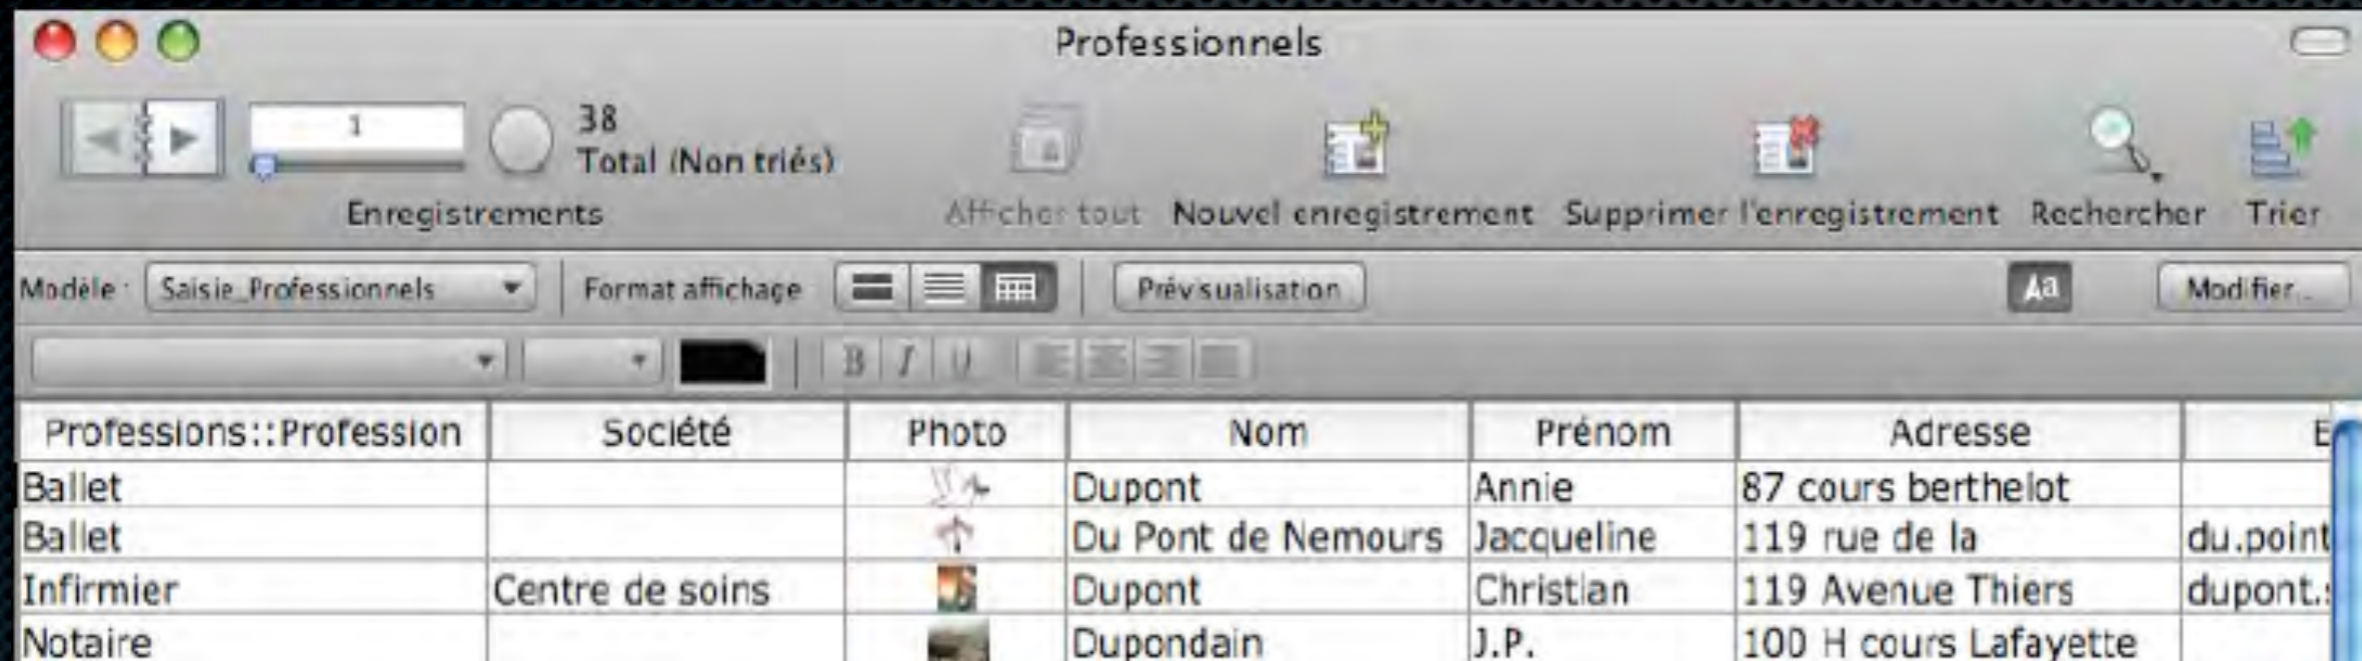 Professionnels
1
38
Total (Non triés)
Enregistrements
Afficher tout Nouvel enregistrement Supprimer l'enregistrement Rechercher Trier
Modèle : Saisie_Professionnels Format affichage Prévisualisation Aa Modifier...
B I U
Professions::Profession Société Photo Nom Prénom Adresse E
Ballet Dupont Annie 87 cours berthelot
Ballet Du Pont de Nemours Jacqueline 119 rue de la du.point
Infirmier Centre de soins Dupont Christian 119 Avenue Thiers dupont.
Notaire Dupondain J.P. 100 H cours Lafayette